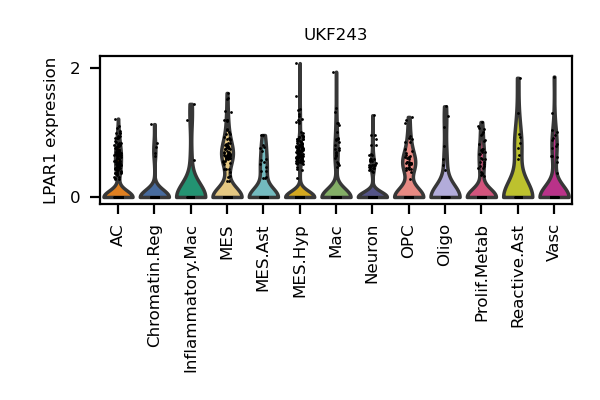 UKF243
LPAR1 expression
2
0
AC
Chromatin.Reg
Inflammatory.Mac
MES
MES.Ast
MES.Hyp
Mac
Neuron
OPC
Oligo
Prolif.Metab
Reactive.Ast
Vasc